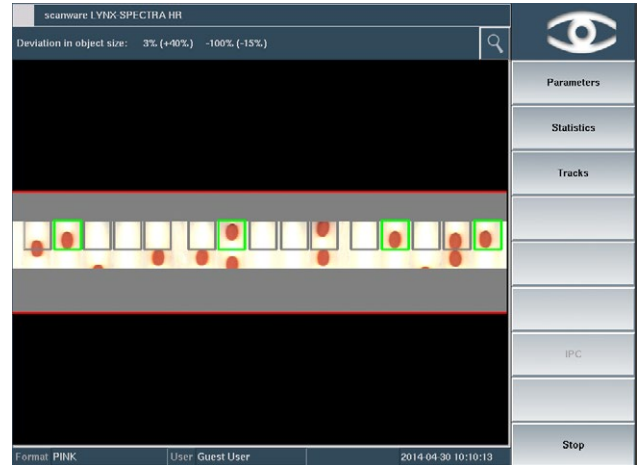 scanware LYNX-SPECTRA HR
Deviation in object size: 3% (+40%) -100% (-15%)
Parameters
Statistics
Tracks
IPC
Stop
Format PINK User Guest User 2014-04-30 10:10:13